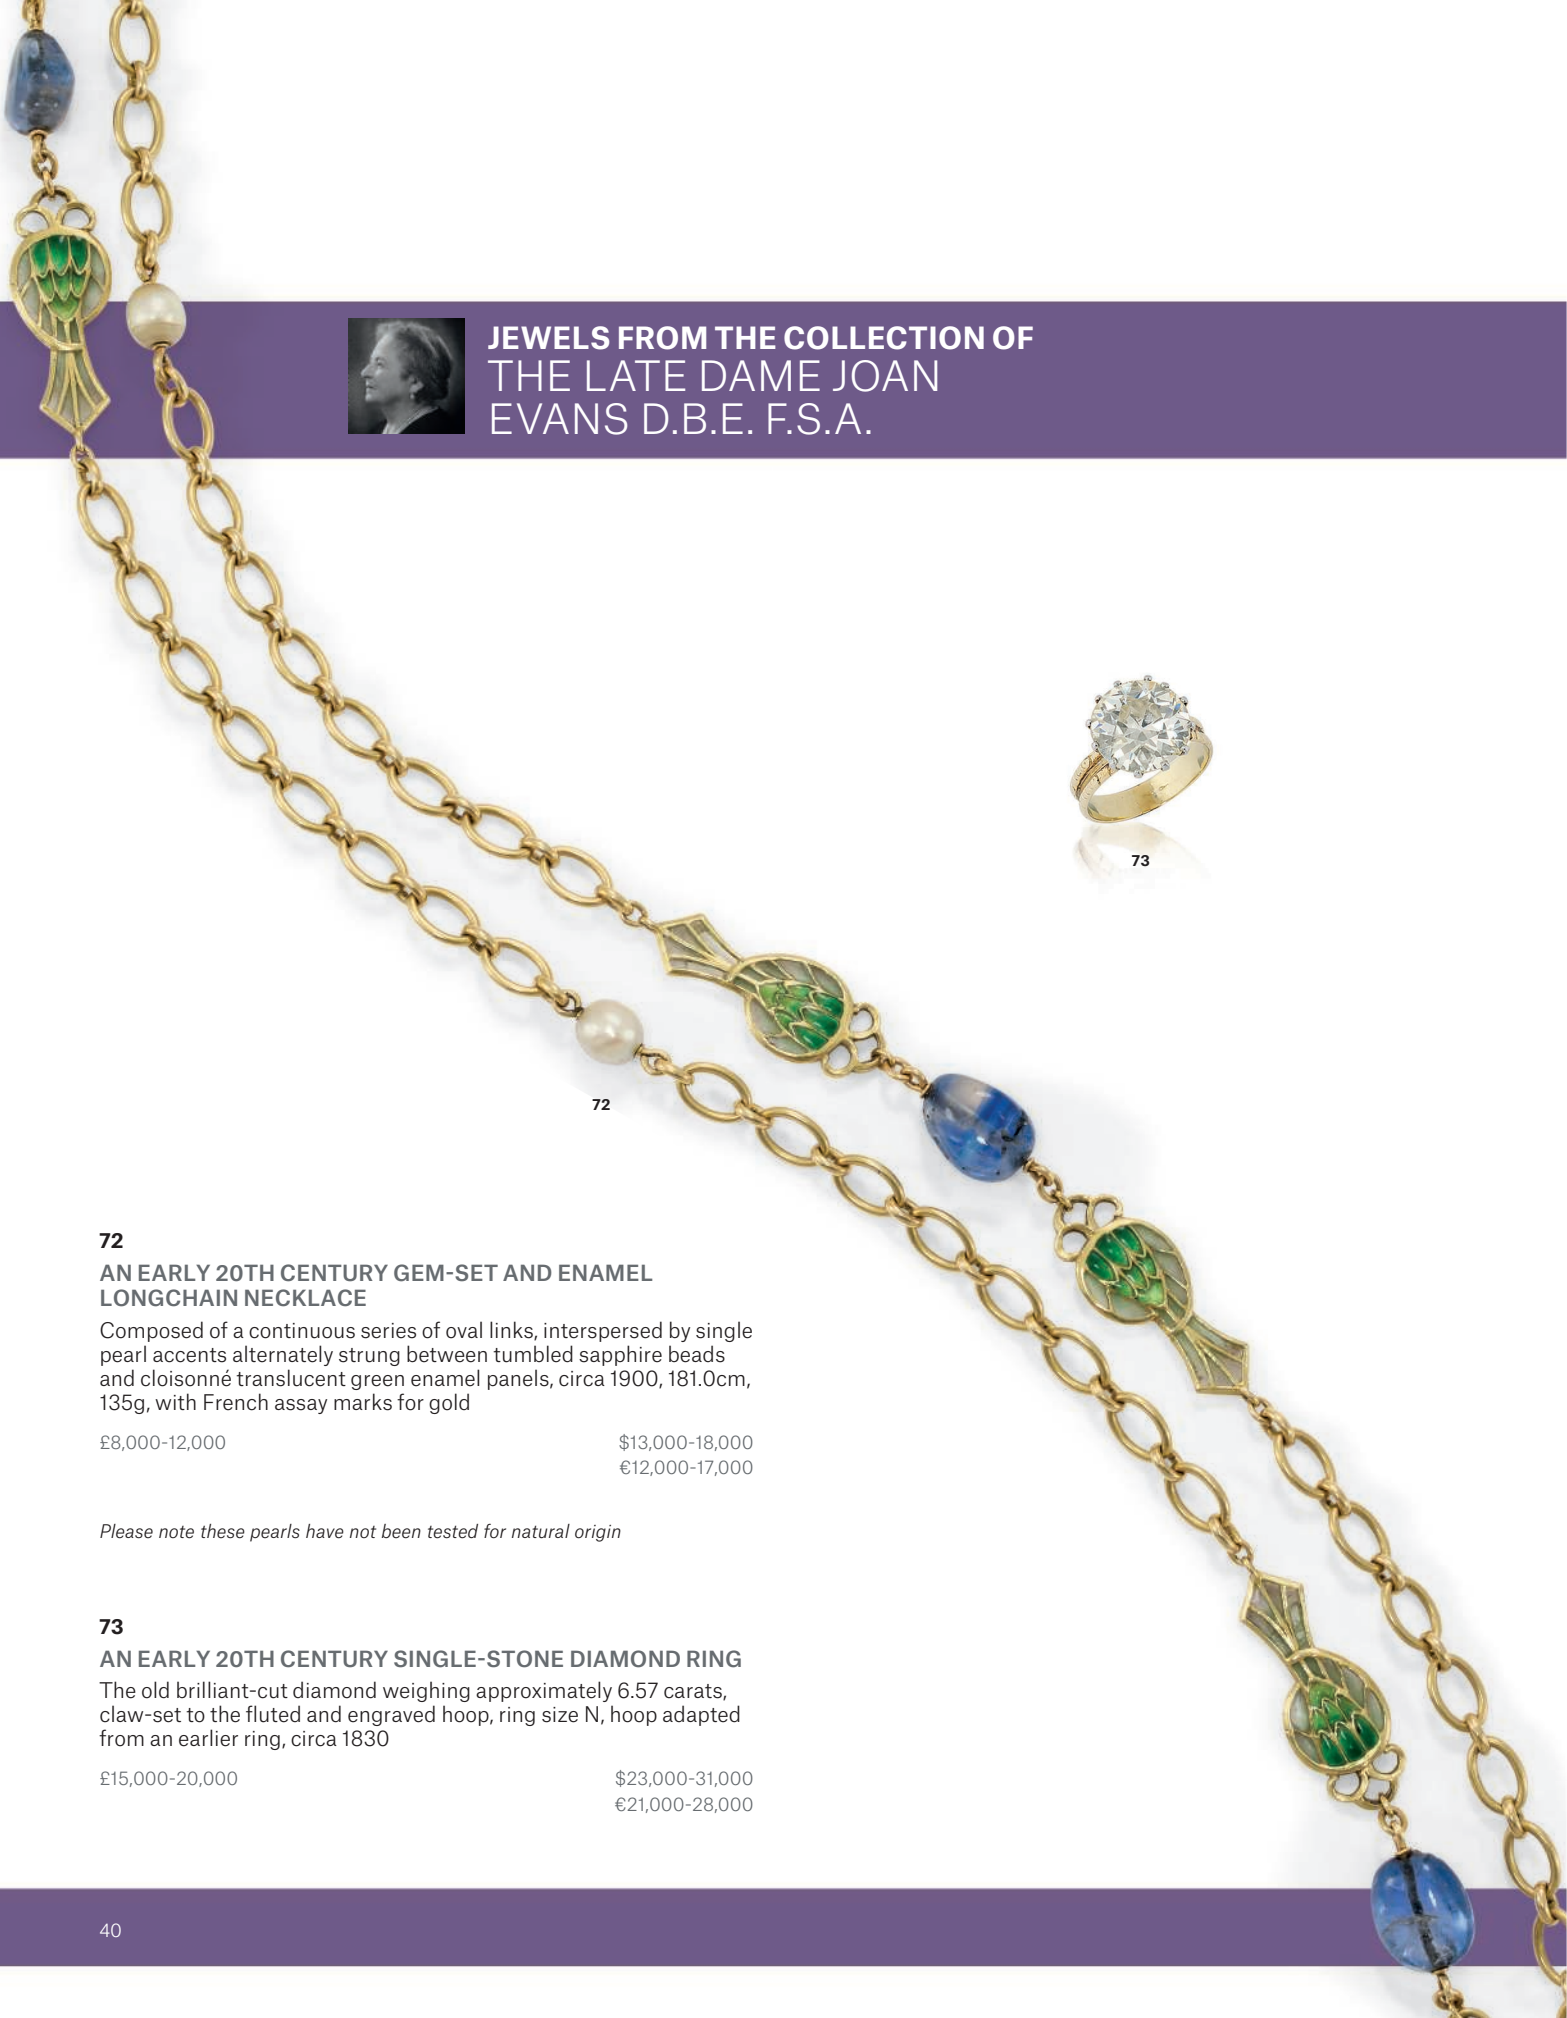 JEWELS FROM THE COLLECTION OF
THE LATE DAME JOAN
EVANS D.B.E. F.S.A.
73
72
72
AN EARLY 20TH CENTURY GEM-SET AND ENAMEL
LONGCHAIN NECKLACE
Composed of a continuous series of oval links, interspersed by single
pearl accents alternately strung between tumbled sapphire beads
and cloisonné translucent green enamel panels, circa 1900, 181.0cm,
135g, with French assay marks for gold
£8,000-12,000 $13,000-18,000
€12,000-17,000
Please note these pearls have not been tested for natural origin
73
AN EARLY 20TH CENTURY SINGLE-STONE DIAMOND RING
The old brilliant-cut diamond weighing approximately 6.57 carats,
claw-set to the fluted and engraved hoop, ring size N, hoop adapted
from an earlier ring, circa 1830
£15,000-20,000 $23,000-31,000
€21,000-28,000
40